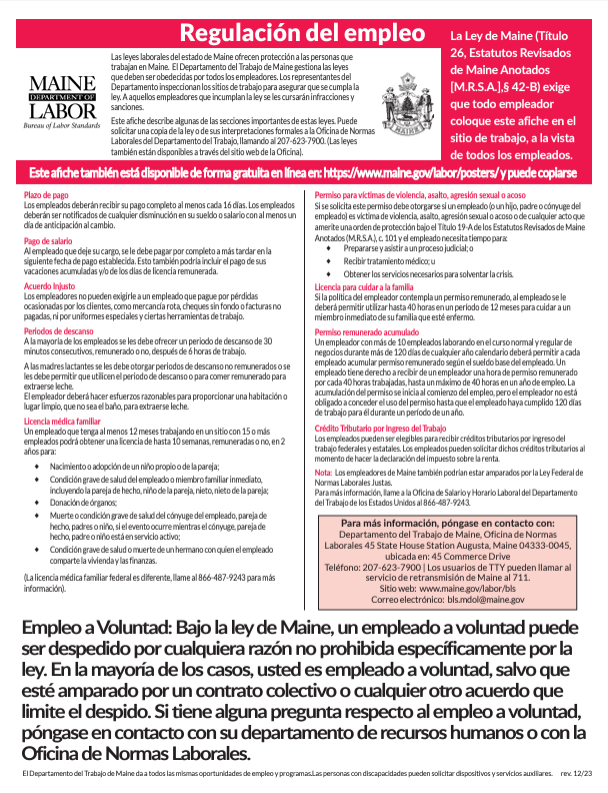 Regulación del empleo
MAINE
DEPARTMENT OF
LABOR
Bureau of Labor Standards
Las leyes laborales del estado de Maine ofrecen protección a las personas que
trabajan en Maine. El Departamento del Trabajo de Maine gestiona las leyes
que deben ser obedecidas por todos los empleadores. Los representantes del
Departamento inspeccionan los sitios de trabajo para asegurar que se cumpla la
ley. A aquellos empleadores que incumplan la ley se les cursarán infracciones y
sanciones.
Este afiche describe algunas de las secciones importantes de estas leyes. Puede
solicitar una copia de la ley o de sus interpretaciones formales a la Oficina de Normas
Laborales del Departamento del Trabajo, llamando al 207-623-7900. (Las leyes
también están disponibles a través del sitio web de la Oficina).
MAINE
La Ley de Maine (Título
26, Estatutos Revisados
de Maine Anotados
[M.R.S.A.],§ 42-B) exige
que todo empleador
coloque este afiche en el
sitio de trabajo, a la vista
de todos los empleados.
Este afiche también está disponible de forma gratuita en línea en: https://www.maine.gov/labor/posters/ y puede copiarse
Plazo de pago
Los empleados deberán recibir su pago completo al menos cada 16 días. Los empleados
deberán ser notificados de cualquier disminución en su sueldo o salario con al menos un
día de anticipación al cambio.
Pago de salario
Al empleado que deje su cargo, se le debe pagar por completo a más tardar en la
siguiente fecha de pago establecida. Esto también podría incluir el pago de sus
vacaciones acumuladas y/o de los días de licencia remunerada.
Acuerdo Injusto
Los empleadores no pueden exigirle a un empleado que pague por pérdidas
ocasionadas por los clientes, como mercancía rota, cheques sin fondo o facturas no
pagadas, ni por uniformes especiales y ciertas herramientas de trabajo.
Periodos de descanso
A la mayoría de los empleados se les debe ofrecer un periodo de descanso de 30
minutos consecutivos, remunerado o no, después de 6 horas de trabajo.
A las madres lactantes se les debe otorgar periodos de descanso no remunerados o se
les debe permitir que utilicen el periodo de descanso o para comer remunerado para
extraerse leche.
El empleador deberá hacer esfuerzos razonables para proporcionar una habitación o
lugar limpio, que no sea el baño, para extraerse leche.
Licencia médica familiar
Un empleado que tenga al menos 12 meses trabajando en un sitio con 15 o más
empleados podrá obtener una licencia de hasta 10 semanas, remuneradas o no, en 2
años para:
♦ Nacimiento o adopción de un niño propio o de la pareja;
♦ Condición grave de salud del empleado o miembro familiar inmediato,
incluyendo la pareja de hecho, niño de la pareja, nieto, nieto de la pareja;
♦ Donación de órganos;
♦ Muerte o condición grave de salud del cónyuge del empleado, pareja de
hecho, padres o niño, si el evento ocurre mientras el cónyuge, pareja de
hecho, padre o niño está en servicio activo;
♦ Condición grave de salud o muerte de un hermano con quien el empleado
comparte la vivienda y las finanzas.
(La licencia médica familiar federal es diferente, llame al 866-487-9243 para más
información).
Permiso para víctimas de violencia, asalto, agresión sexual o acoso
Si se solicita este permiso debe otorgarse si un empleado (o un hijo, padre o cónyuge del
empleado) es víctima de violencia, asalto, agresión sexual o acoso o de cualquier acto que
amerite una orden de protección bajo el Título 19-A de los Estatutos Revisados de Maine
Anotados (M.R.S.A.), c. 101 y el empleado necesita tiempo para:
♦ Prepararse y asistir a un proceso judicial; o
♦ Recibir tratamiento médico; u
♦ Obtener los servicios necesarios para solventar la crisis.
Licencia para cuidar a la familia
Si la política del empleador contempla un permiso remunerado, al empleado se le
deberá permitir utilizar hasta 40 horas en un periodo de 12 meses para cuidar a un
miembro inmediato de su familia que esté enfermo.
Permiso remunerado acumulado
Un empleador con más de 10 empleados laborando en el curso normal y regular de
negocios durante más de 120 días de cualquier año calendario deberá permitir a cada
empleado acumular permiso remunerado según el sueldo base del empleado. Un
empleado tiene derecho a recibir de un empleador una hora de permiso remunerado
por cada 40 horas trabajadas, hasta un máximo de 40 horas en un año de empleo. La
acumulación del permiso se inicia al comienzo del empleo, pero el empleador no está
obligado a conceder el uso del permiso hasta que el empleado haya cumplido 120 días
de trabajo para él durante un periodo de un año.
Crédito Tributario por Ingreso del Trabajo
Los empleados pueden ser elegibles para recibir créditos tributarios por ingreso del
trabajo federales y estatales. Los empleados pueden solicitar dichos créditos tributarios al
momento de hacer la declaración del impuesto sobre la renta.
Nota: Los empleadores de Maine también podrían estar amparados por la Ley Federal de
Normas Laborales Justas.
Para más información, llame a la Oficina de Salario y Horario Laboral del Departamento
del Trabajo de los Estados Unidos al 866-487-9243.
Para más información, póngase en contacto con:
Departamento del Trabajo de Maine, Oficina de Normas
Laborales 45 State House Station Augusta, Maine 04333-0045,
ubicada en: 45 Commerce Drive
Teléfono: 207-623-7900 | Los usuarios de TTY pueden llamar al
servicio de retransmisión de Maine al 711.
Sitio web: www.maine.gov/labor/bls
Correo electrónico: bls.mdol@maine.gov
Empleo a Voluntad: Bajo la ley de Maine, un empleado a voluntad puede
ser despedido por cualquiera razón no prohibida específicamente por la
ley. En la mayoría de los casos, usted es empleado a voluntad, salvo que
esté amparado por un contrato colectivo o cualquier otro acuerdo que
limite el despido. Si tiene alguna pregunta respecto al empleo a voluntad,
póngase en contacto con su departamento de recursos humanos o con la
Oficina de Normas Laborales.
El Departamento del Trabajo de Maine da a todos las mismas oportunidades de empleo y programas.Las personas con discapacidades pueden solicitar dispositivos y servicios auxiliares. rev. 12/23